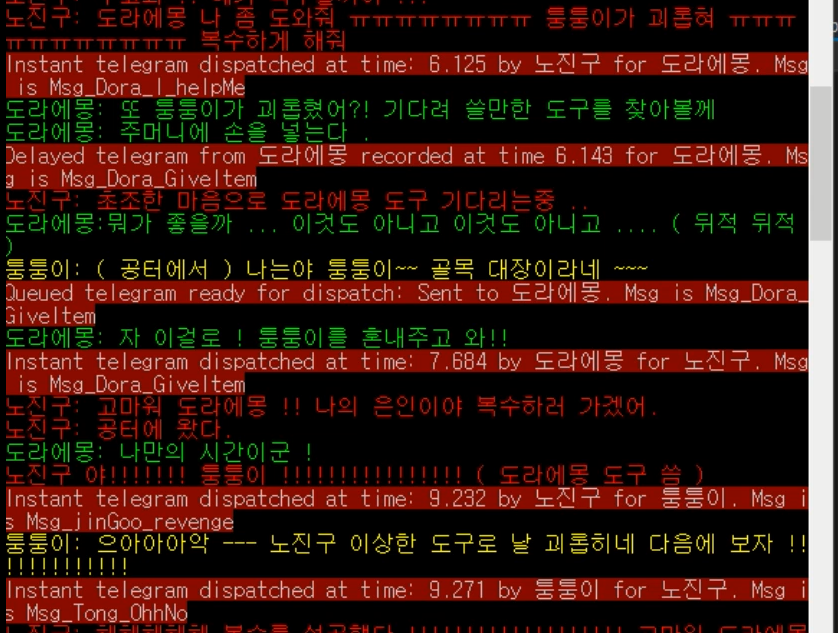 노진구: 도라에몽 나 좀 도와줘 ㅠㅠㅠㅠㅠㅠㅠㅠㅠ 퉁퉁이가 괴롭혀 ㅠㅠㅠ
ㅠㅠㅠㅠㅠㅠㅠㅠㅠ 복수하게 해줘
Instant telegram dispatched at time: 6.125 by 노진구 for 도라에몽. Msg
is Msg_Dora_I_helpMe
도라에몽: 또 퉁퉁이가 괴롭혔어?! 기다려 쓸만한 도구를 찾아볼께
도라에몽: 주머니에 손을 넣는다 .
Delayed telegram from 도라에몽 recorded at time 6.143 for 도라에몽. Ms
g is Msg_Dora_GiveItem
노진구: 초조한 마음으로 도라에몽 도구 기다리는중 ..
도라에몽:뭐가 좋을까 ... 이것도 아니고 이것도 아니고 .... ( 뒤적 뒤적
)
퉁퉁이: ( 공터에서 ) 나는야 퉁퉁이~~ 골목 대장이라네 ~~~
Queued telegram ready for dispatch: Sent to 도라에몽. Msg is Msg_Dora_
GiveItem
도라에몽: 자 이걸로 ! 퉁퉁이를 혼내주고 와!!
Instant telegram dispatched at time: 7.684 by 도라에몽 for 노진구. Msg
is Msg_Dora_GiveItem
노진구: 고마워 도라에몽 !! 나의 은인이야 복수하러 가겠어.
노진구: 공터에 왔다.
도라에몽: 나만의 시간이군 !
노진구 야!!!!!!! 퉁퉁이 !!!!!!!!!!!!!!!! ( 도라에몽 도구 씀 )
Instant telegram dispatched at time: 9.232 by 노진구 for 퉁퉁이. Msg i
s Msg_jinGoo_revenge
퉁퉁이: 으아아아악 --- 노진구 이상한 도구로 날 괴롭히네 다음에 보자 !!
!!!!!!!!!!!
Instant telegram dispatched at time: 9.271 by 퉁퉁이 for 노진구. Msg i
s Msg_Tong_OhhNo